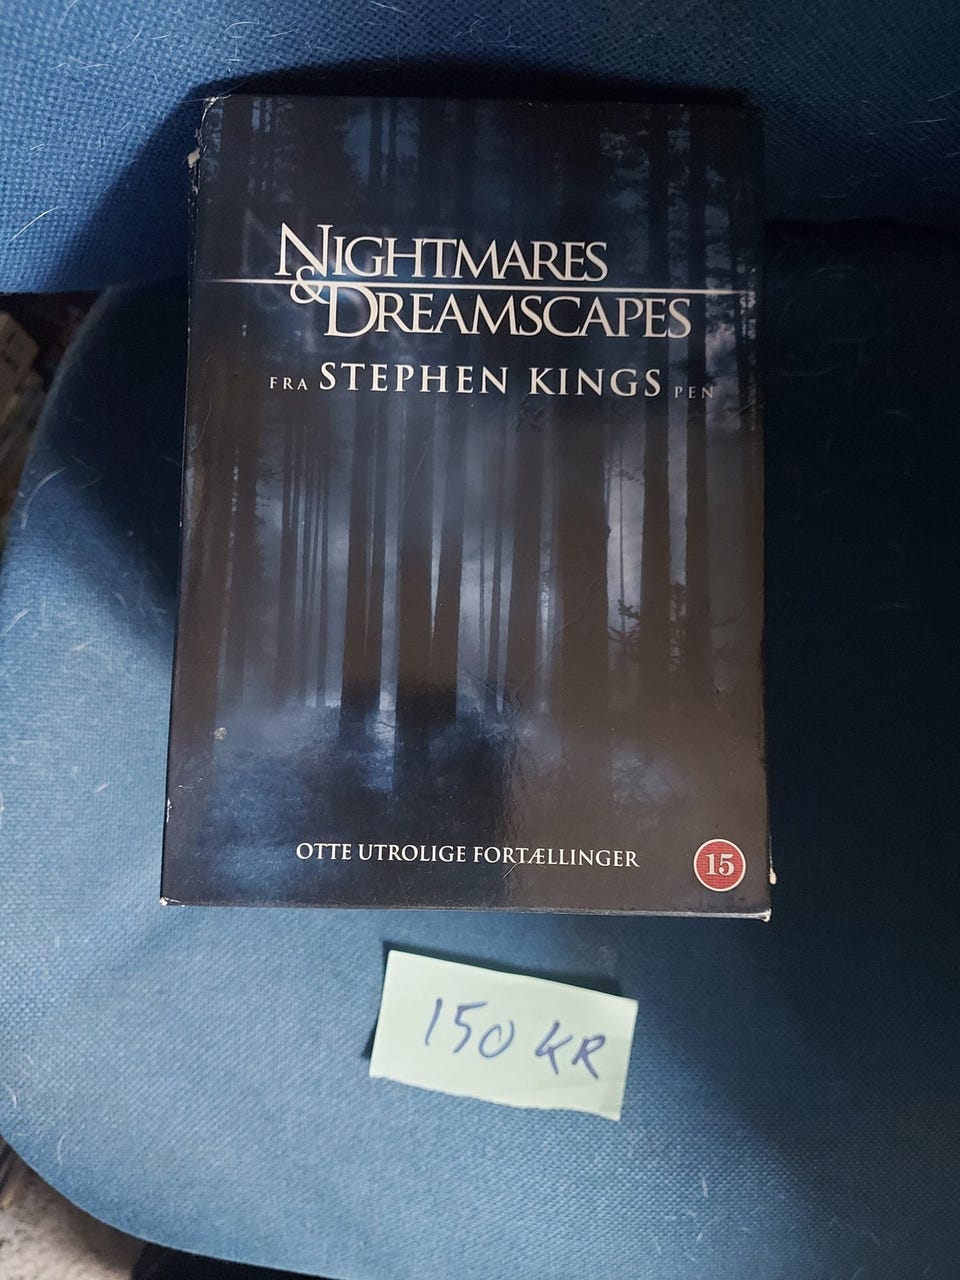 NIGHTMARES
& DREAMSCAPES
FRA STEPHEN KINGS PEN
OTTE UTROLIGE FORTÆLLINGER
15
150 KR